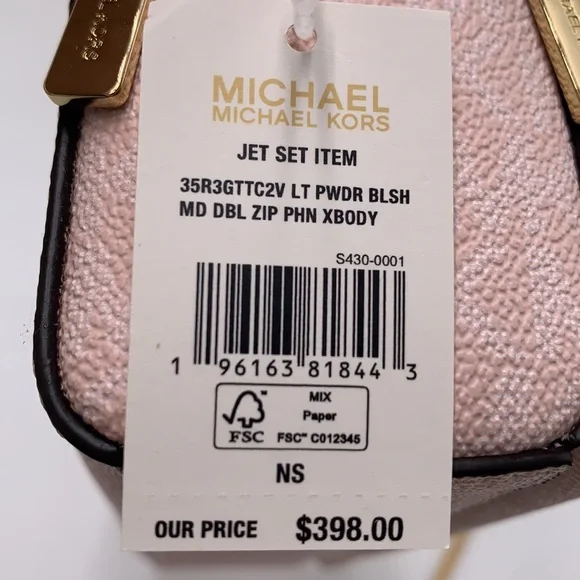 KORS
MICHAEL
MICHAEL KORS
JET SET ITEM
35R3GTTC2V LT PWDR BLSH
MD DBL ZIP PHN XBODY
S430-0001
1 96163 81844 3
MIX
Paper
FSC FSC™ C012345
NS
OUR PRICE $398.00